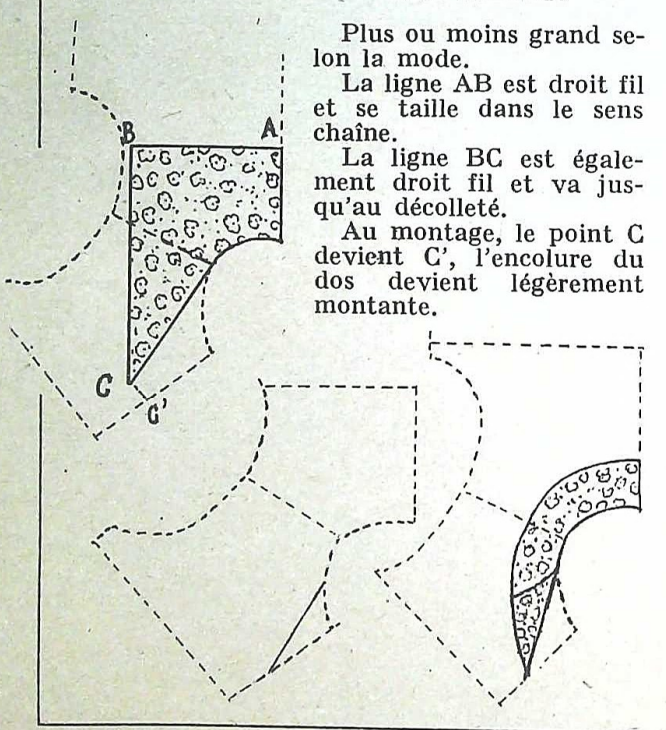 Plus ou moins grand se-
lon la mode.
La ligne AB est droit fil
et se taille dans le sens
chaîne.
La ligne BC est égale-
ment droit fil et va jus-
qu'au décolleté.
Au montage, le point C
devient C', l'encolure du
dos devient légèrement
montante.
B
A
C
C'